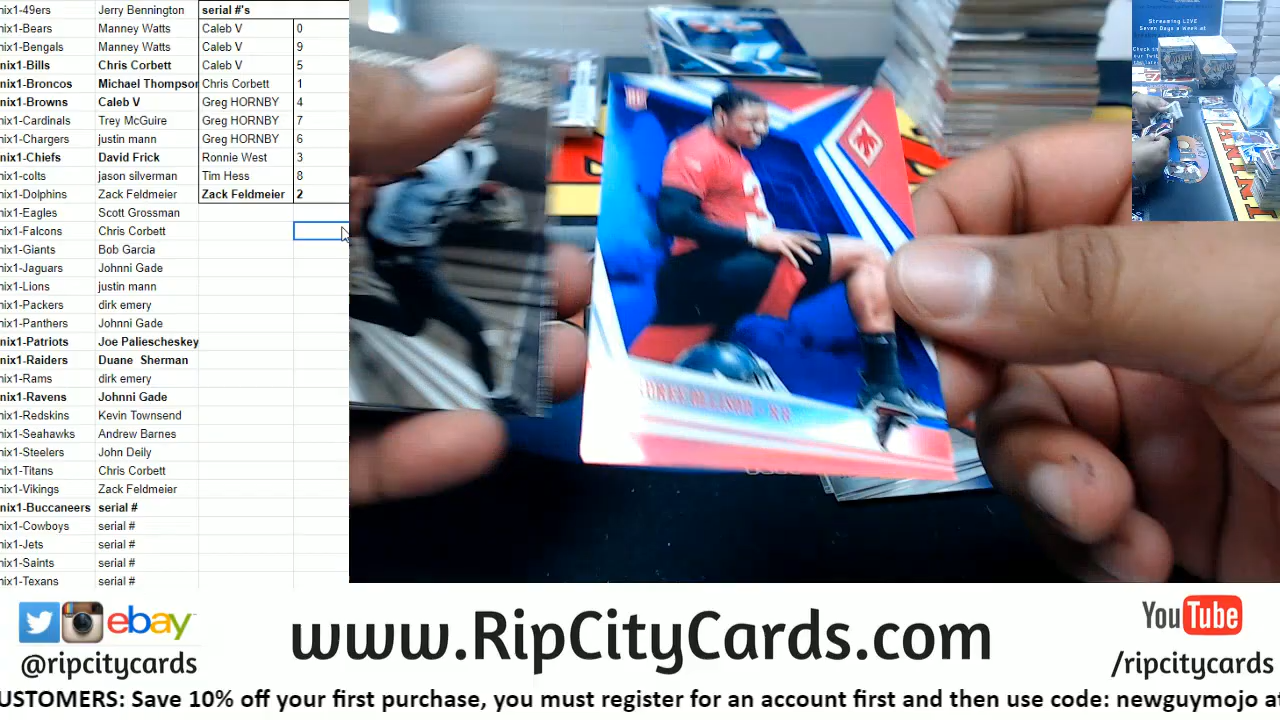 nix1-49ers Jerry Bennington serial #'s
nix1-Bears Manney Watts Caleb V 0
nix1-Bengals Manney Watts Caleb V 9
nix1-Bills Chris Corbett Caleb V 5
nix1-Broncos Michael Thompson Chris Corbett 1
nix1-Browns Caleb V Greg HORNBY 4
nix1-Cardinals Trey McGuire Greg HORNBY 7
nix1-Chargers justin mann Greg HORNBY 6
nix1-Chiefs David Frick Ronnie West 3
nix1-colts jason silverman Tim Hess 8
nix1-Dolphins Zack Feldmeier Zack Feldmeier 2
nix1-Eagles Scott Grossman
nix1-Falcons Chris Corbett
nix1-Giants Bob Garcia
nix1-Jaguars Johnni Gade
nix1-Lions justin mann
nix1-Packers dirk emery
nix1-Panthers Johnni Gade
nix1-Patriots Joe Paliescheskey
nix1-Raiders Duane Sherman
nix1-Rams dirk emery
nix1-Ravens Johnni Gade
nix1-Redskins Kevin Townsend
nix1-Seahawks Andrew Barnes
nix1-Steelers John Deily
nix1-Titans Chris Corbett
nix1-Vikings Zack Feldmeier
nix1-Buccaneers serial #
nix1-Cowboys serial #
nix1-Jets serial #
nix1-Saints serial #
nix1-Texans serial #
Streaming LIVE
Seven Days a Week at
ebay
@ripcitycards
www.RipCityCards.com
YouTube
/ripcitycards
USTOMERS: Save 10% off your first purchase, you must register for an account first and then use code: newguymojo at